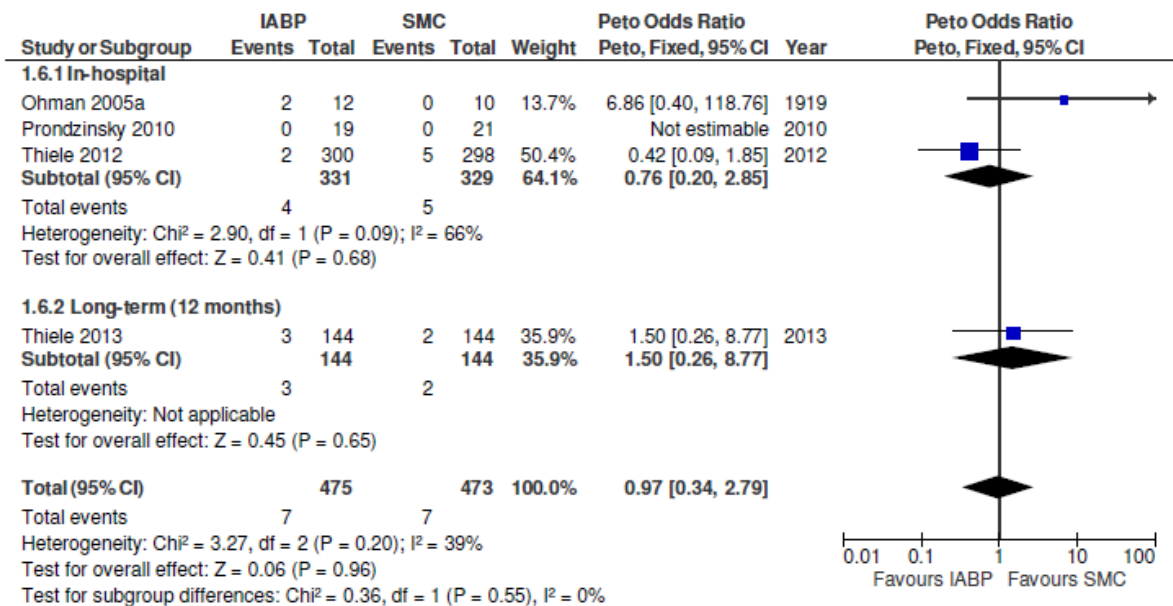 IABP SMC Peto Odds Ratio Peto Odds Ratio
Study or Subgroup Events Total Events Total Weight Peto, Fixed, 95% CI Year Peto, Fixed, 95% CI
1.6.1 In-hospital
Ohman 2005a 2 12 0 10 13.7% 6.86 [0.40, 118.76] 1919
Prondzinsky 2010 0 19 0 21 Not estimable 2010
Thiele 2012 2 300 5 298 50.4% 0.42 [0.09, 1.85] 2012
Subtotal (95% CI) 331 329 64.1% 0.76 [0.20, 2.85]
Total events 4 5
Heterogeneity: Chi² = 2.90, df = 1 (P = 0.09); I² = 66%
Test for overall effect: Z = 0.41 (P = 0.68)
1.6.2 Long-term (12 months)
Thiele 2013 3 144 2 144 35.9% 1.50 [0.26, 8.77] 2013
Subtotal (95% CI) 144 144 35.9% 1.50 [0.26, 8.77]
Total events 3 2
Heterogeneity: Not applicable
Test for overall effect: Z = 0.45 (P = 0.65)
Total (95% CI) 475 473 100.0% 0.97 [0.34, 2.79]
Total events 7 7
Heterogeneity: Chi² = 3.27, df = 2 (P = 0.20); I² = 39%
Test for overall effect: Z = 0.06 (P = 0.96)
Test for subgroup differences: Chi² = 0.36, df = 1 (P = 0.55), I² = 0%
0.01 0.1 1 10 100
Favours IABP Favours SMC